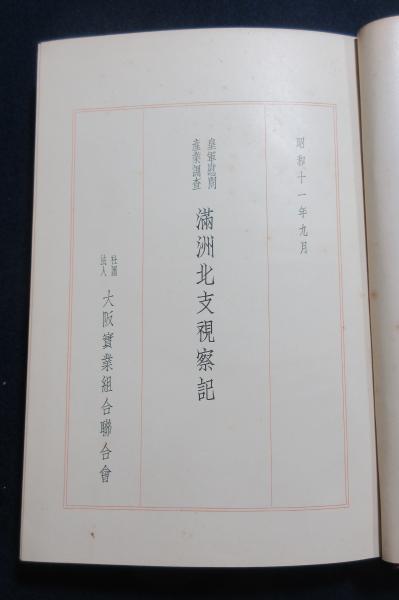 昭和十一年九月
皇軍慰問
産業調査
滿洲北支視察記
社團
法人
大阪實業組合聯合會